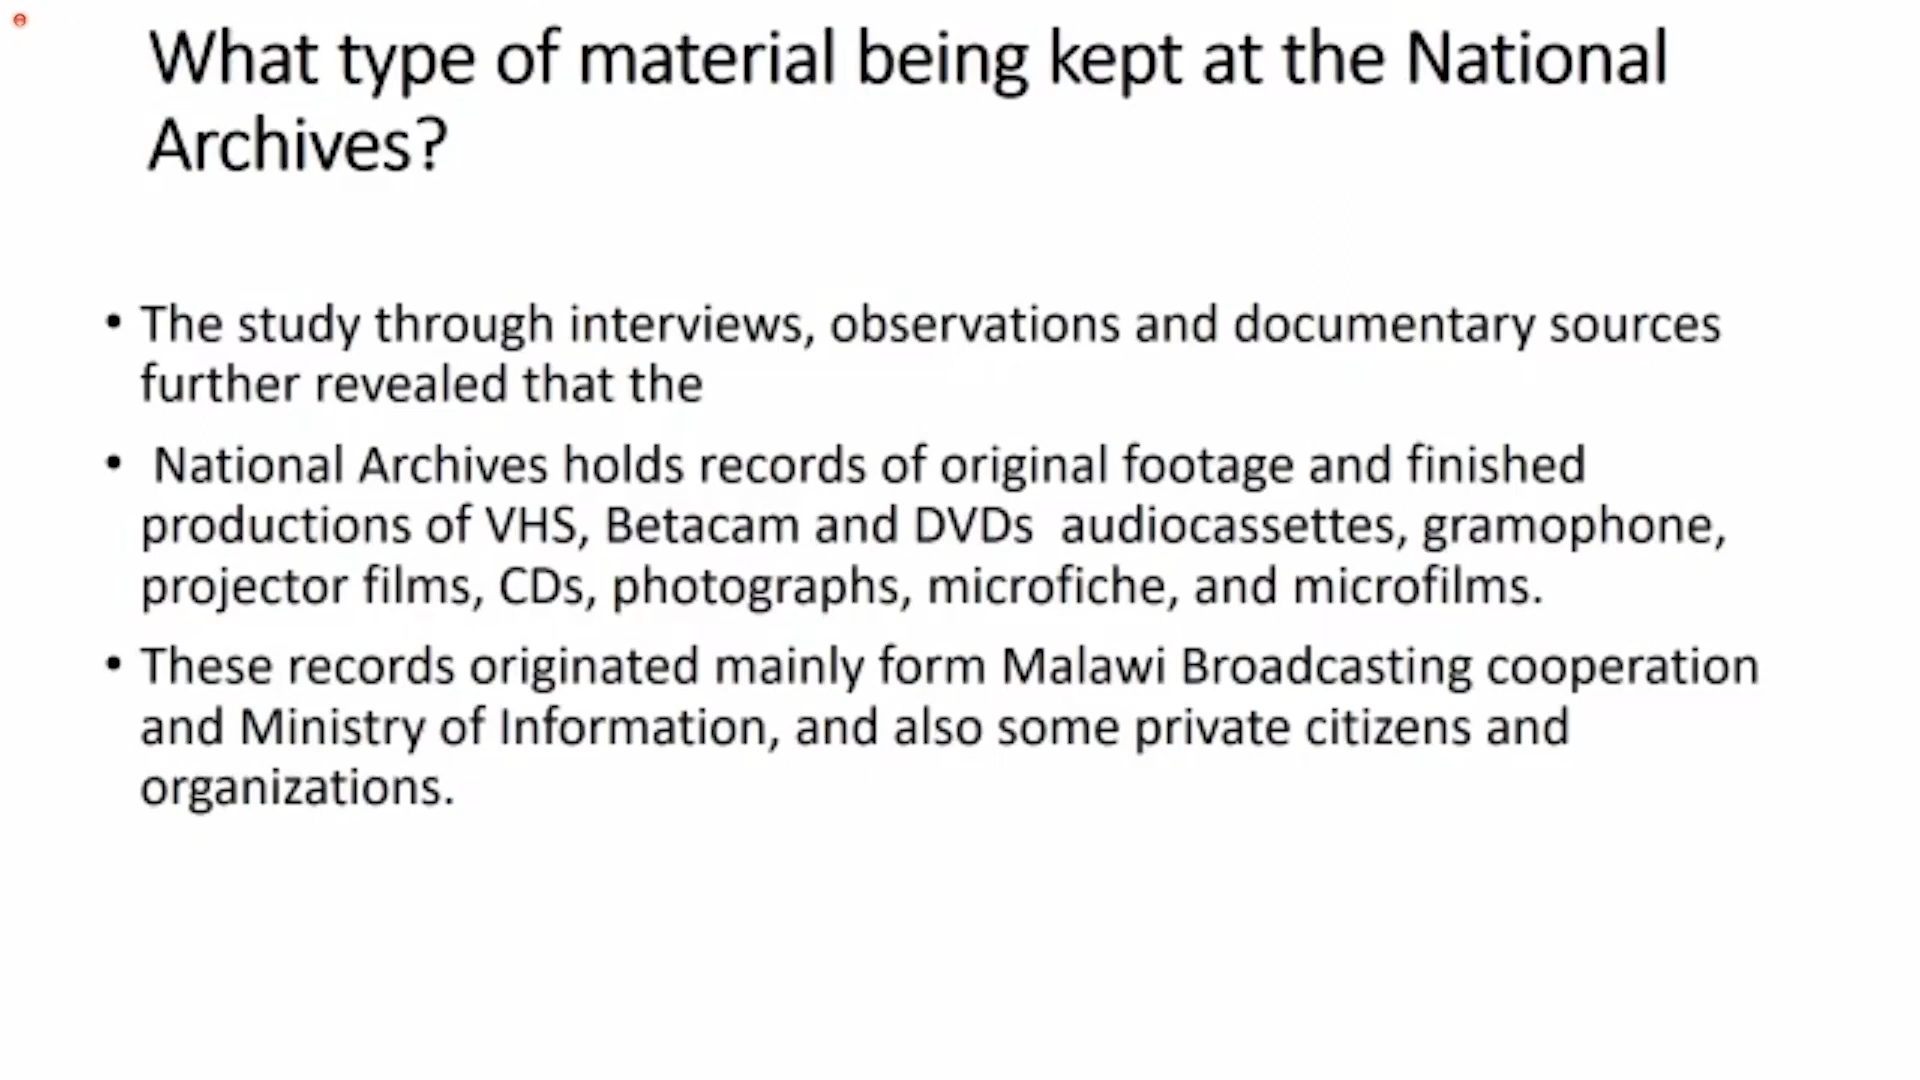 What type of material being kept at the National
Archives?
• The study through interviews, observations and documentary sources
further revealed that the
• National Archives holds records of original footage and finished
productions of VHS, Betacam and DVDs  audiocassettes, gramophone,
projector films, CDs, photographs, microfiche, and microfilms.
• These records originated mainly form Malawi Broadcasting cooperation
and Ministry of Information, and also some private citizens and
organizations.